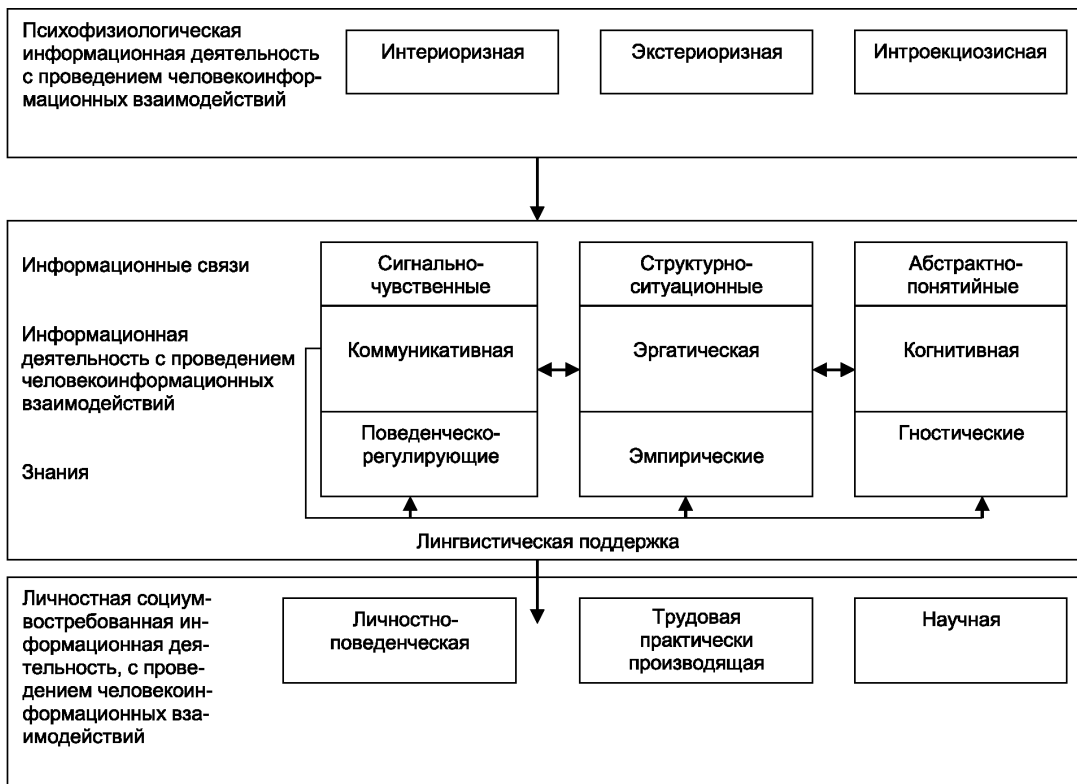 Психофизиологическая
информационная деятельность
с проведением человекоинфор-
мационных взаимодействий
Интериоризная
Экстериоризная
Интроекциозисная
Информационные связи
Сигнально-
чувственные
Структурно-
ситуационные
Абстрактно-
понятийные
Информационная
деятельность с проведением
человекоинформационных
взаимодействий
Коммуникативная
Эргатическая
Когнитивная
Знания
Поведенческо-
регулирующие
Эмпирические
Гностические
Лингвистическая поддержка
Личностная социум-
востребованная ин-
формационная дея-
тельность, с прове-
дением человекоин-
формационных вза-
имодействий
Личностно-
поведенческая
Трудовая
практически
производящая
Научная